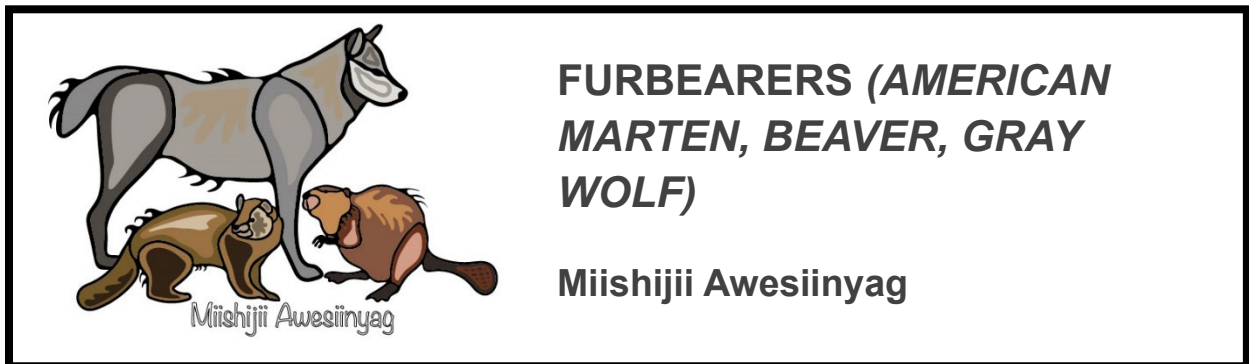 FURBEARERS (AMERICAN
MARTEN, BEAVER, GRAY
WOLF)
Miishijii Awesiinyag
Miishijii Awesiinyag